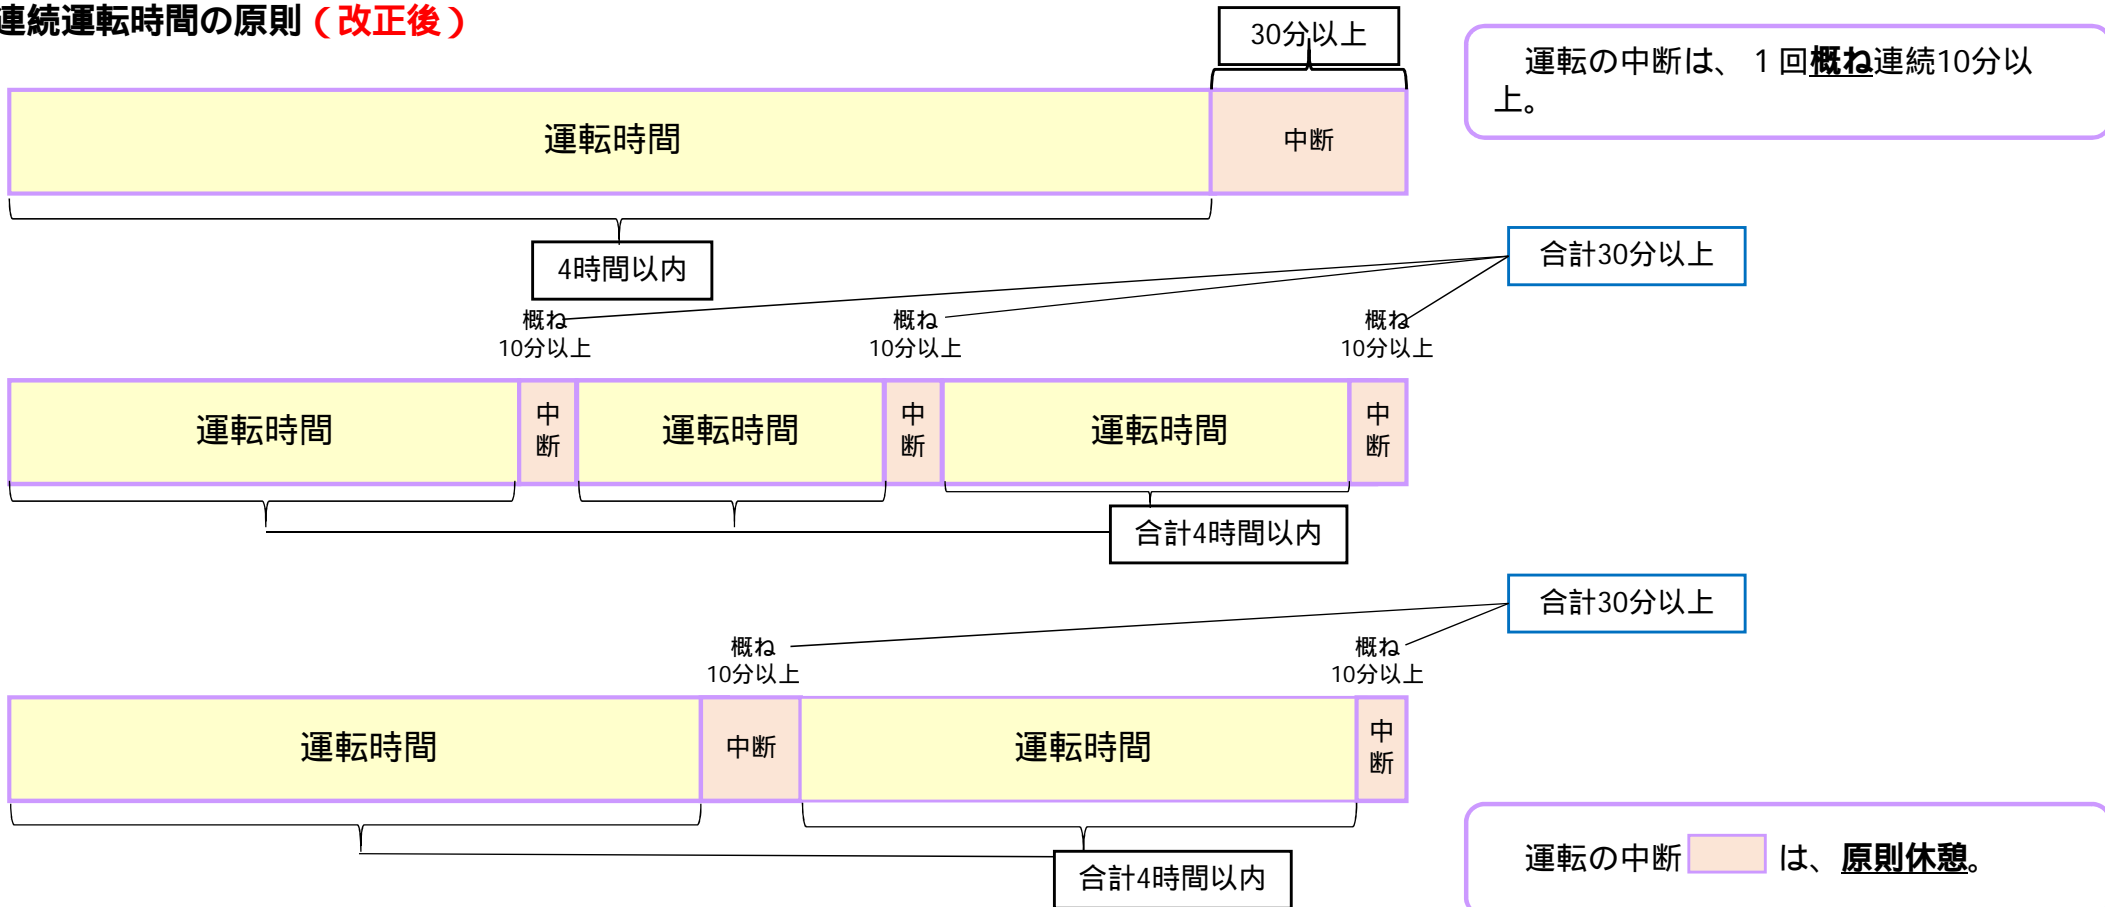 連続運転時間の原則（改正後）
30分以上
運転の中断は、１回概ね連続10分以
上。
運転時間
中断
4時間以内
合計30分以上
概ね
10分以上
概ね
10分以上
概ね
10分以上
運転時間
中
断
運転時間
中
断
運転時間
中
断
合計4時間以内
合計30分以上
概ね
10分以上
概ね
10分以上
運転時間
中断
運転時間
中
断
合計4時間以内
運転の中断 は、原則休憩。